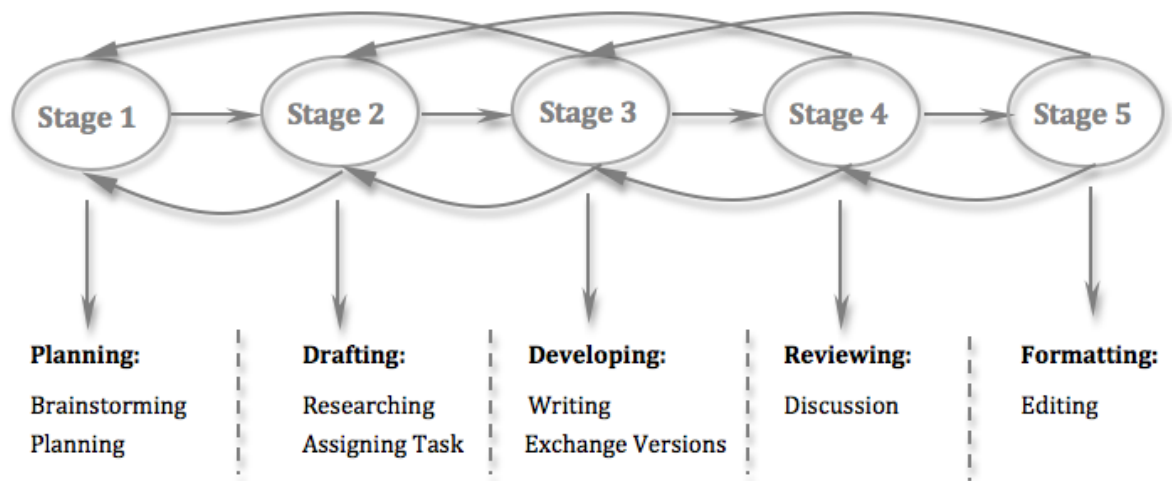 Stage 1
Stage 2
Stage 3
Stage 4
Stage 5
Planning:
Brainstorming
Planning
Drafting:
Researching
Assigning Task
Developing:
Writing
Exchange Versions
Reviewing:
Discussion
Formatting:
Editing